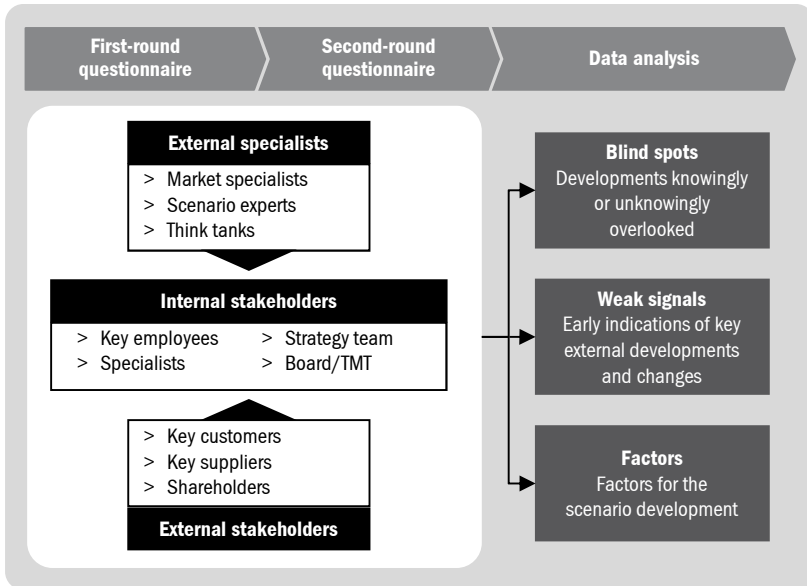 First-round
questionnaire
Second-round
questionnaire
Data analysis
External specialists
> Market specialists
> Scenario experts
> Think tanks
Internal stakeholders
> Key employees
> Specialists
> Strategy team
> Board/TMT
> Key customers
> Key suppliers
> Shareholders
External stakeholders
Blind spots
Developments knowingly
or unknowingly
overlooked
Weak signals
Early indications of key
external developments
and changes
Factors
Factors for the
scenario development